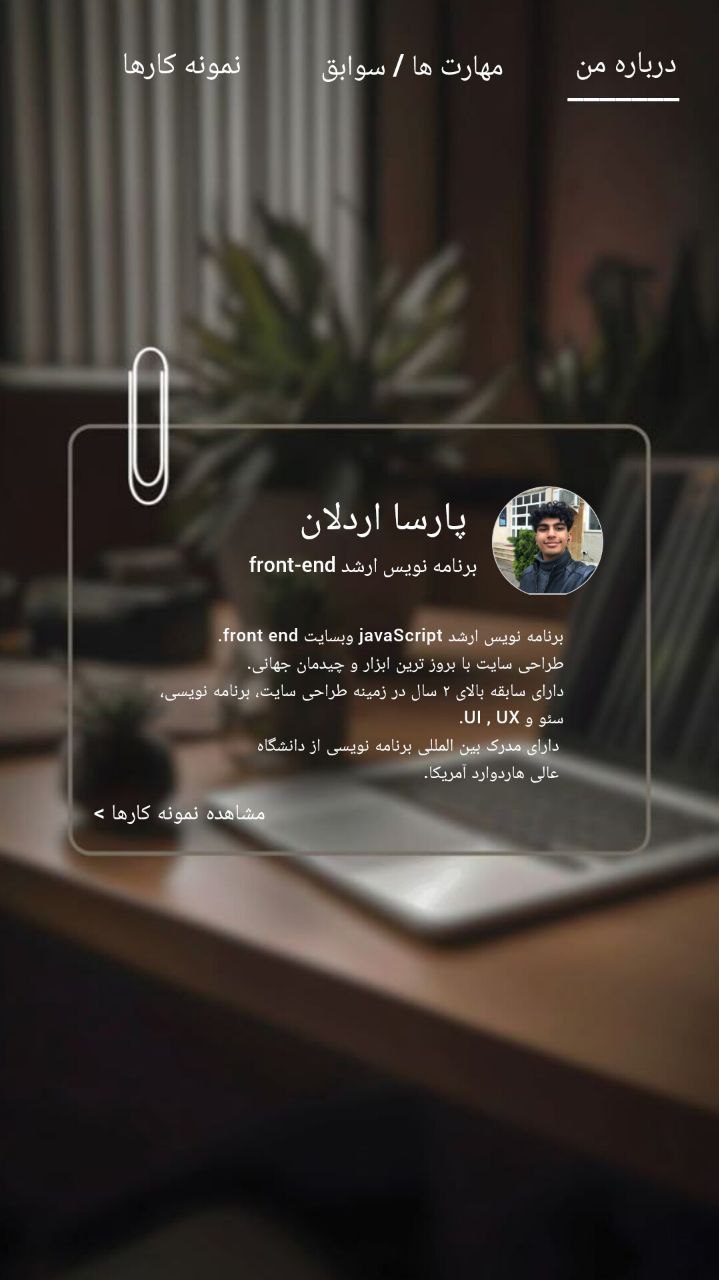 درباره من
مهارت ها / سوابق
نمونه کارها
پارسا اردلان
برنامه نویس ارشد front-end
برنامه نویس ارشد javaScript وبسایت front end.
طراحی سایت با بروز ترین ابزار و چیدمان جهانی.
دارای سابقه بالای ۲ سال در زمینه طراحی سایت، برنامه نویسی،
سئو و UI , UX.
دارای مدرک بین المللی برنامه نویسی از دانشگاه
عالی هاردوارد آمریکا.
مشاهده نمونه کارها >